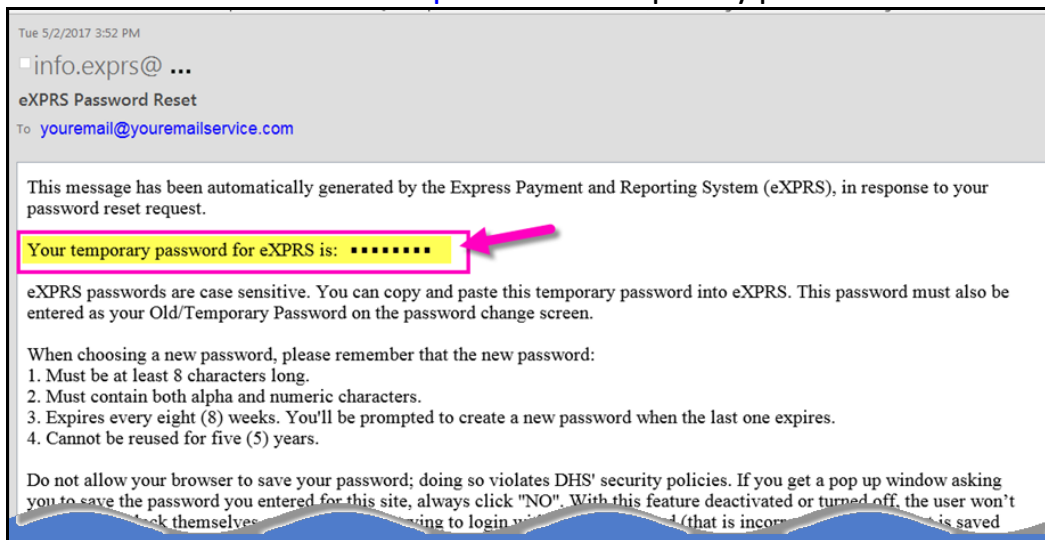 Tue 5/2/2017 3:52 PM
info.exprs@ ...
eXPRS Password Reset
To youremail@youremailservice.com
This message has been automatically generated by the Express Payment and Reporting System (eXPRS), in response to your
password reset request.
Your temporary password for eXPRS is: ▪▪▪▪▪▪▪▪
eXPRS passwords are case sensitive. You can copy and paste this temporary password into eXPRS. This password must also be
entered as your Old/Temporary Password on the password change screen.
When choosing a new password, please remember that the new password:
1. Must be at least 8 characters long.
2. Must contain both alpha and numeric characters.
3. Expires every eight (8) weeks. You'll be prompted to create a new password when the last one expires.
4. Cannot be reused for five (5) years.
Do not allow your browser to save your password; doing so violates DHS' security policies. If you get a pop up window asking
you to save the password you entered for this site, always click "NO". With this feature deactivated or turned off, the user won't
themselves to login (that is is saved